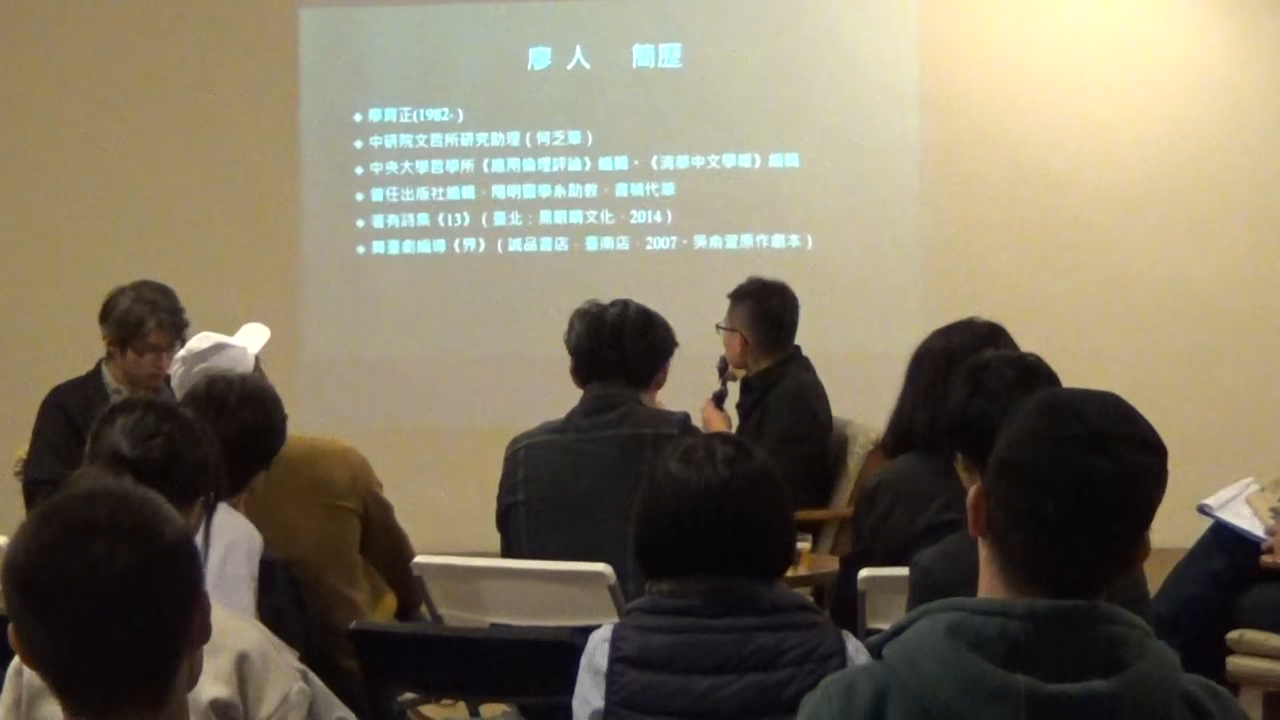 廖人 簡歷
◆ 廖育正(1982- )
◆ 中研院文哲所研究助理（何乏筆）
◆ 中央大學哲學所《應用倫理評論》編輯、《清華中文學報》編輯
◆ 曾任出版社編輯、陽明醫學系助教、書稿代筆
◆ 著有詩集《13》（臺北：黑眼睛文化，2014）
◆ 舞臺劇編導《界》（誠品書店，臺南店，2007，吳俞萱原作劇本）